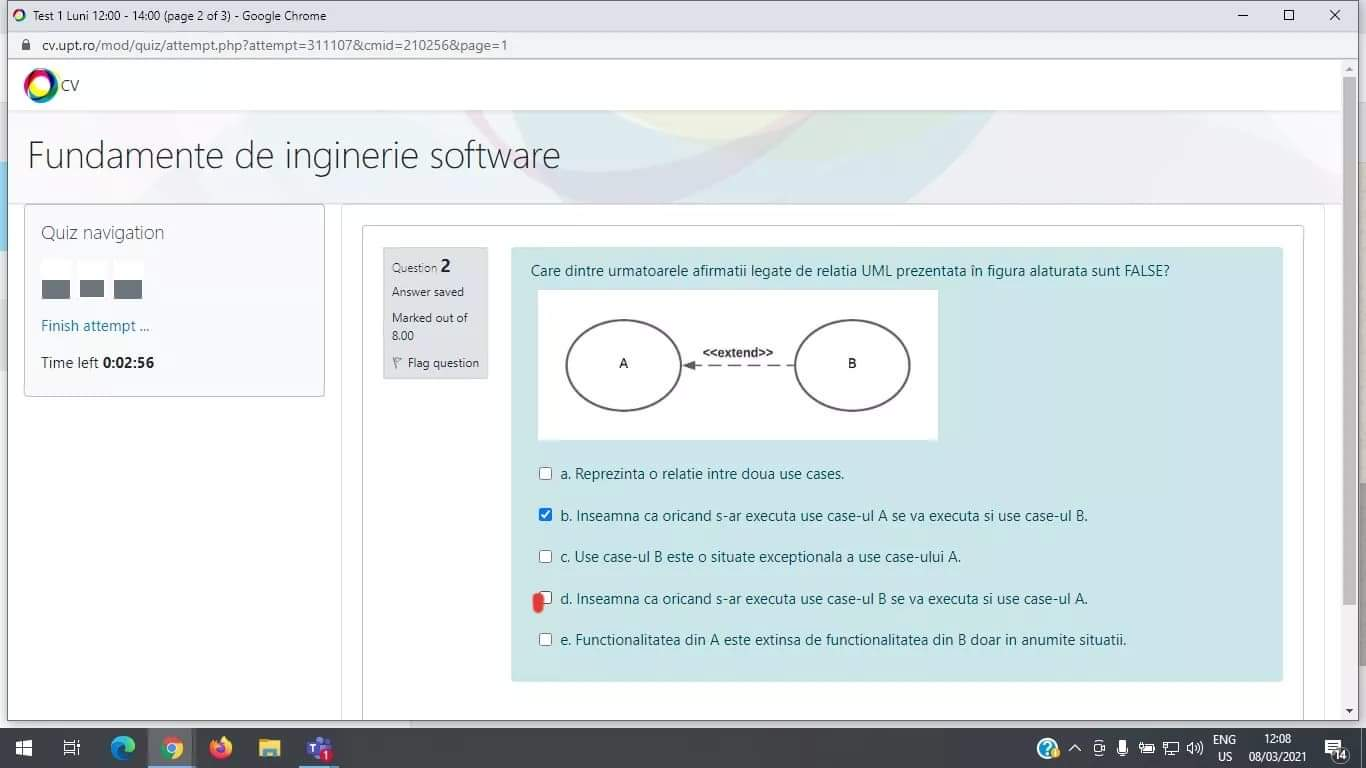 Test 1 Luni 12:00 - 14:00 (page 2 of 3) - Google Chrome
cv.upt.ro/mod/quiz/attempt.php?attempt=311107&cmid=210256&page=1
CV
Fundamente de inginerie software
Quiz navigation
Finish attempt ...
Time left 0:02:56
Question 2
Answer saved
Marked out of
8.00
Flag question
Care dintre urmatoarele afirmatii legate de relatia UML prezentata în figura alaturata sunt FALSE?
A
<<extend>>
B
a. Reprezinta o relatie intre doua use cases.
b. Inseamna ca oricand s-ar executa use case-ul A se va executa si use case-ul B.
c. Use case-ul B este o situate exceptionala a use case-ului A.
d. Inseamna ca oricand s-ar executa use case-ul B se va executa si use case-ul A.
e. Functionalitatea din A este extinsa de functionalitatea din B doar in anumite situatii.
ENG
US
12:08
08/03/2021
1
14